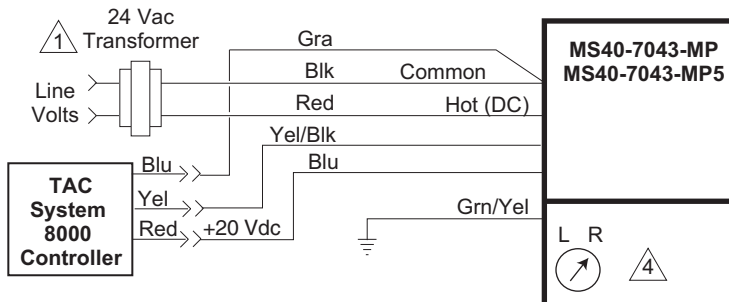 24 Vac
1
Transformer
Gra
MS40-7043-MP
MS40-7043-MP5
Blk
Common
Line
Volts
Red
Hot (DC)
Yel/Blk
Blu
Blu
TAC
System
8000
Controller
Yel
Red
+20 Vdc
Grn/Yel
L R
4